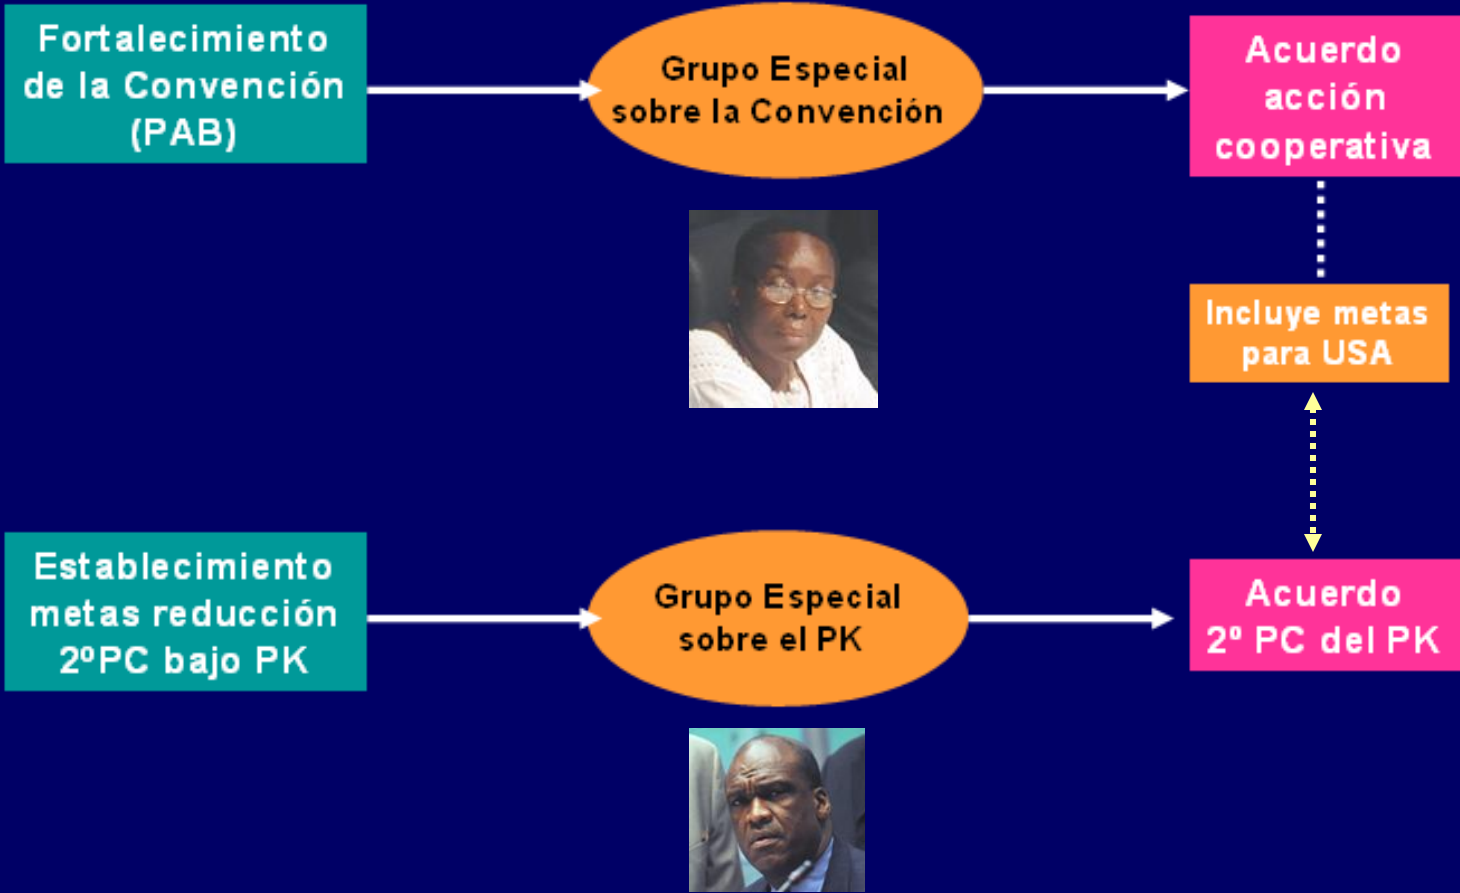 Fortalecimiento
de la Convención
(PAB)
Grupo Especial
sobre la Convención
Acuerdo
acción
cooperativa
Incluye metas
para USA
Establecimiento
metas reducción
2ºPC bajo PK
Grupo Especial
sobre el PK
Acuerdo
2º PC del PK